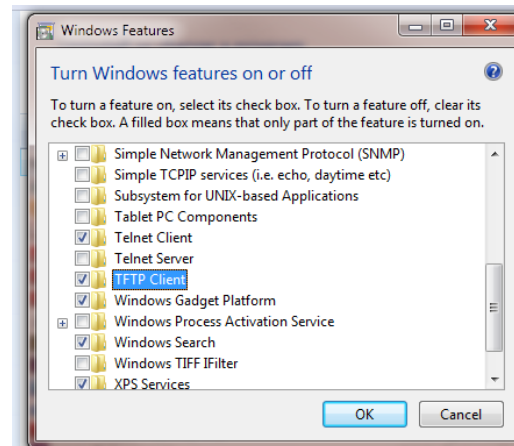 Windows Features
Turn Windows features on or off
To turn a feature on, select its check box. To turn a feature off, clear its
check box. A filled box means that only part of the feature is turned on.
Simple Network Management Protocol (SNMP)
Simple TCPIP services (i.e. echo, daytime etc)
Subsystem for UNIX-based Applications
Tablet PC Components
Telnet Client
Telnet Server
TFTP Client
Windows Gadget Platform
Windows Process Activation Service
Windows Search
Windows TIFF IFilter
XPS Services
OK Cancel